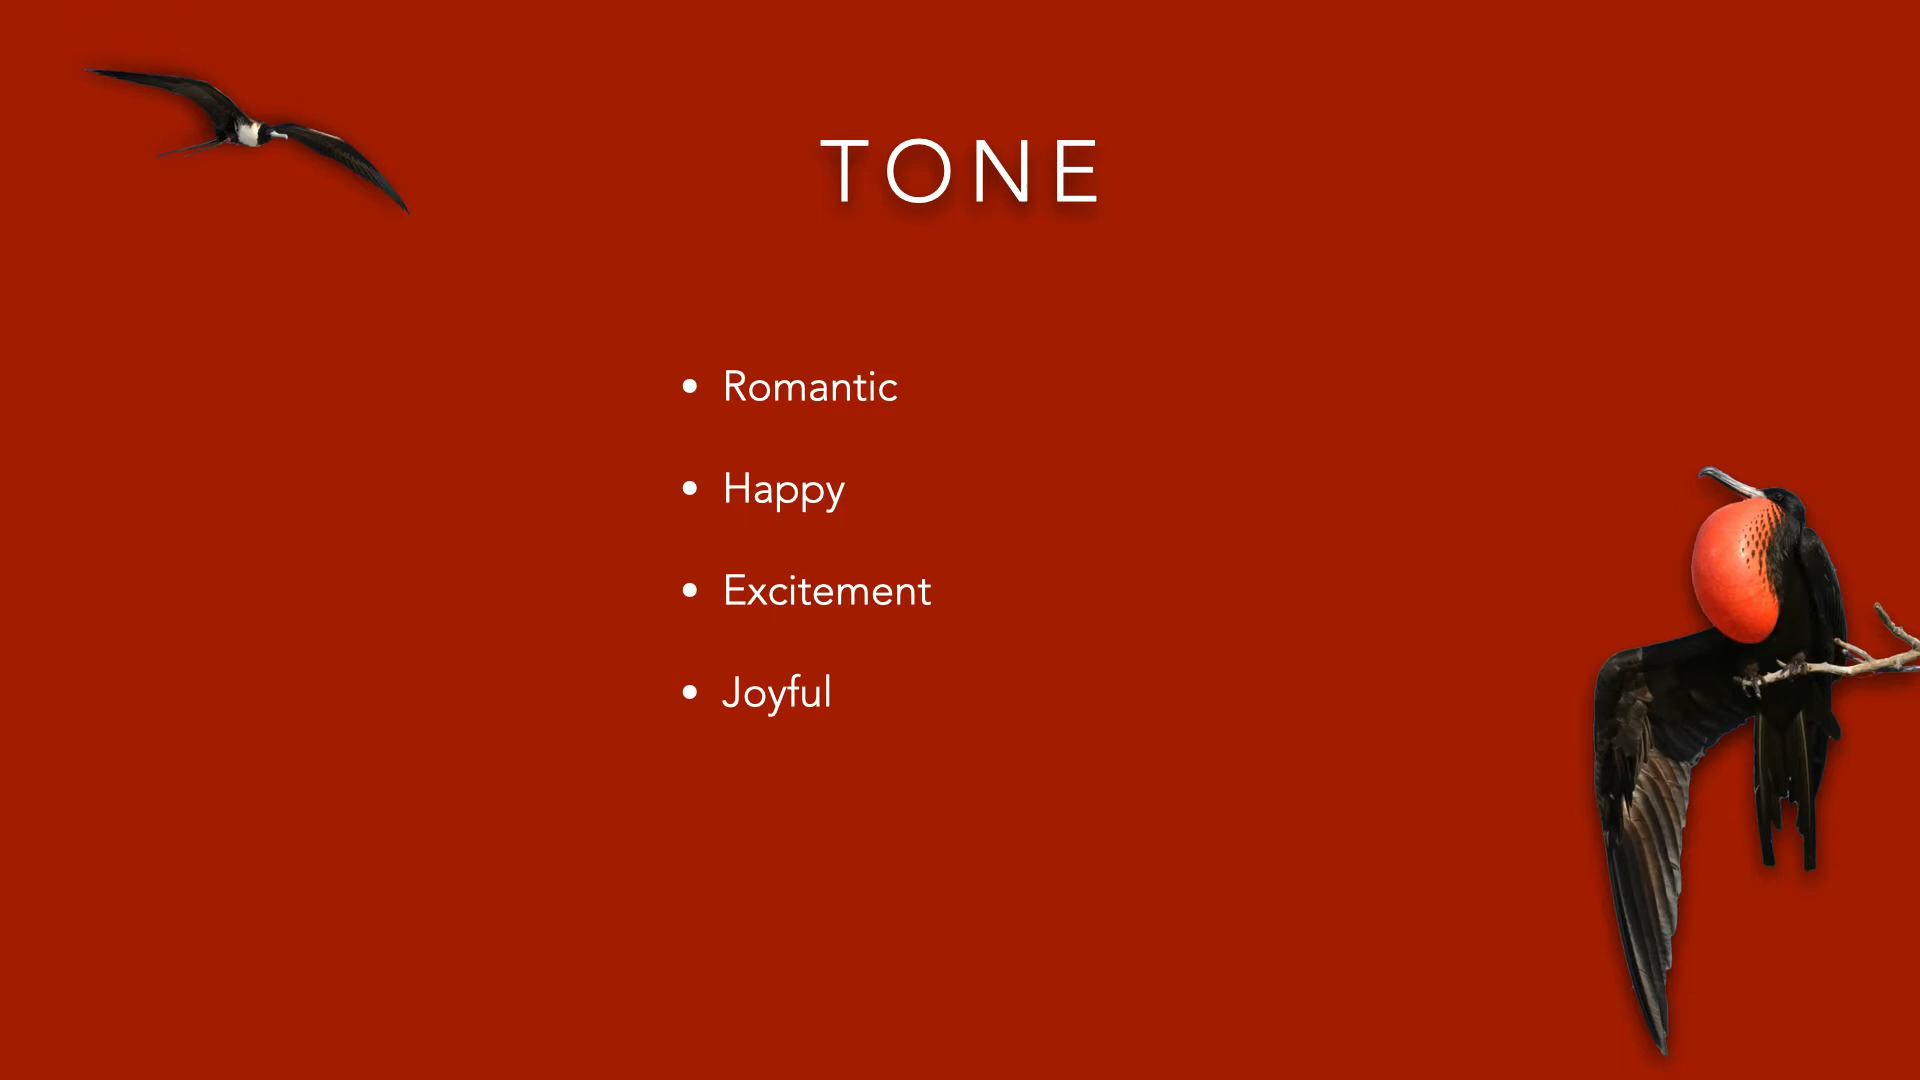 TONE
• Romantic
• Happy
• Excitement
• Joyful